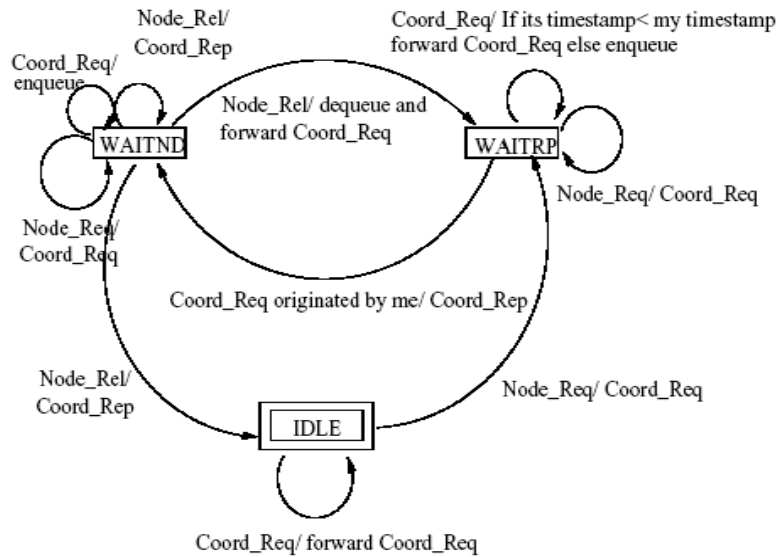 Node_Rel/
Coord_Rep
Coord_Req/ If its timestamp< my timestamp
forward Coord_Req else enqueue
Coord_Req/
enqueue
Node_Rel/ dequeue and
forward Coord_Req
WAITND
WAITRP
Node_Req/ Coord_Req
Node_Req/
Coord_Req
Coord_Req originated by me/ Coord_Rep
Node_Rel/
Coord_Rep
Node_Req/ Coord_Req
IDLE
Coord_Req/ forward Coord_Req